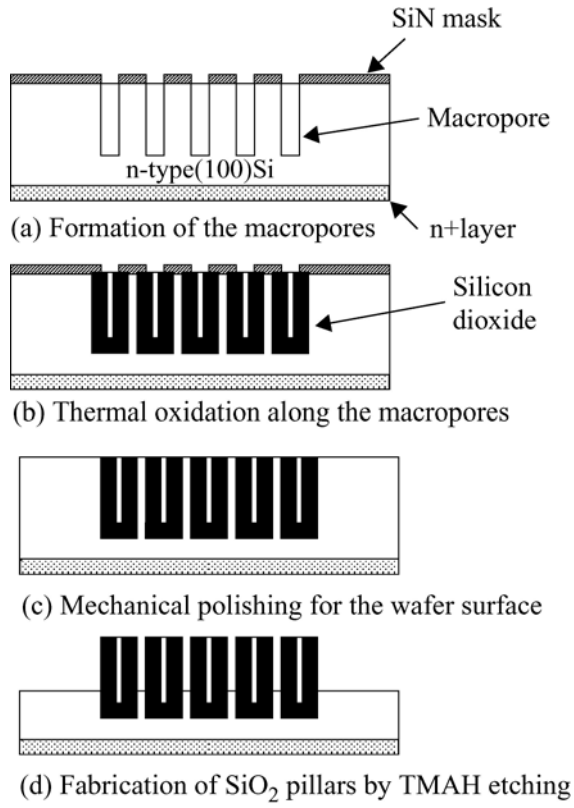 SiN mask
Macropore
n-type(100)Si
n+layer
(a) Formation of the macropores
Silicon
dioxide
(b) Thermal oxidation along the macropores
(c) Mechanical polishing for the wafer surface
(d) Fabrication of SiO₂ pillars by TMAH etching